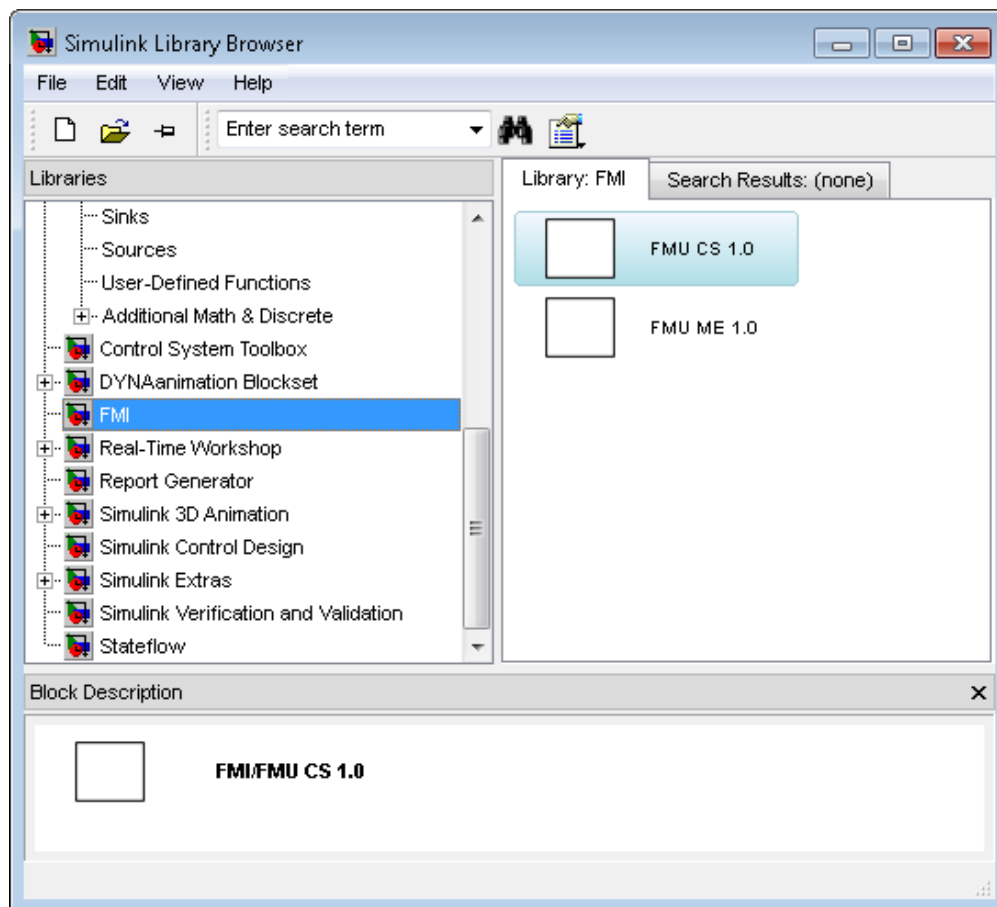 Simulink Library Browser
File Edit View Help
Enter search term
Libraries
Library: FMI
Search Results: (none)
Sinks
Sources
User-Defined Functions
Additional Math & Discrete
Control System Toolbox
DYNAanimation Blockset
FMI
Real-Time Workshop
Report Generator
Simulink 3D Animation
Simulink Control Design
Simulink Extras
Simulink Verification and Validation
Stateflow
FMU CS 1.0
FMU ME 1.0
Block Description
FMI/FMU CS 1.0